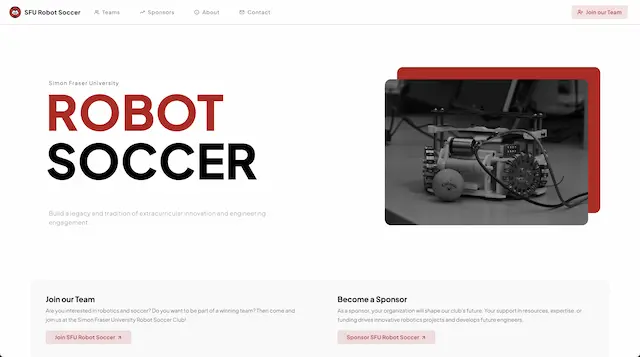 SFU Robot Soccer
Teams
Sponsors
About
Contact
Join our Team
Simon Fraser University
ROBOT
SOCCER
Build a legacy and tradition of extracurricular innovation and engineering
engagement.
Join our Team
Are you interested in robotics and soccer? Do you want to be part of a winning team? Then come and
join us at the Simon Fraser University Robot Soccer Club!
Join SFU Robot Soccer
Become a Sponsor
As a sponsor, your organization will shape our club's future. Your support in resources, expertise, or
funding drives innovative robotics projects and develops future engineers.
Sponsor SFU Robot Soccer